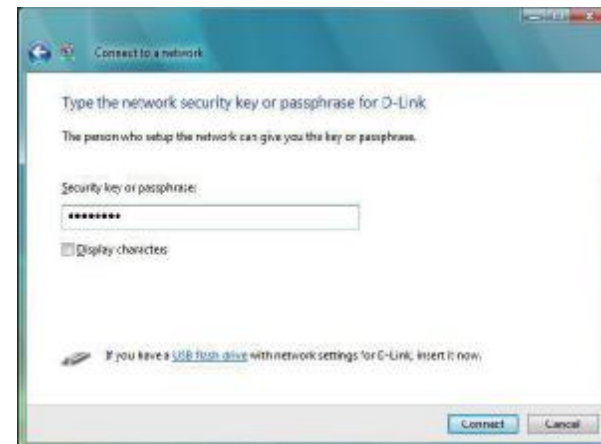 Connect to a network
Type the network security key or passphrase for D-Link
The person who setup the network can give you the key or passphrase.
Security key or passphrase:
••••••••
Display characters
If you have a USB flash drive with network settings for D-Link, insert it now.
Connect Cancel